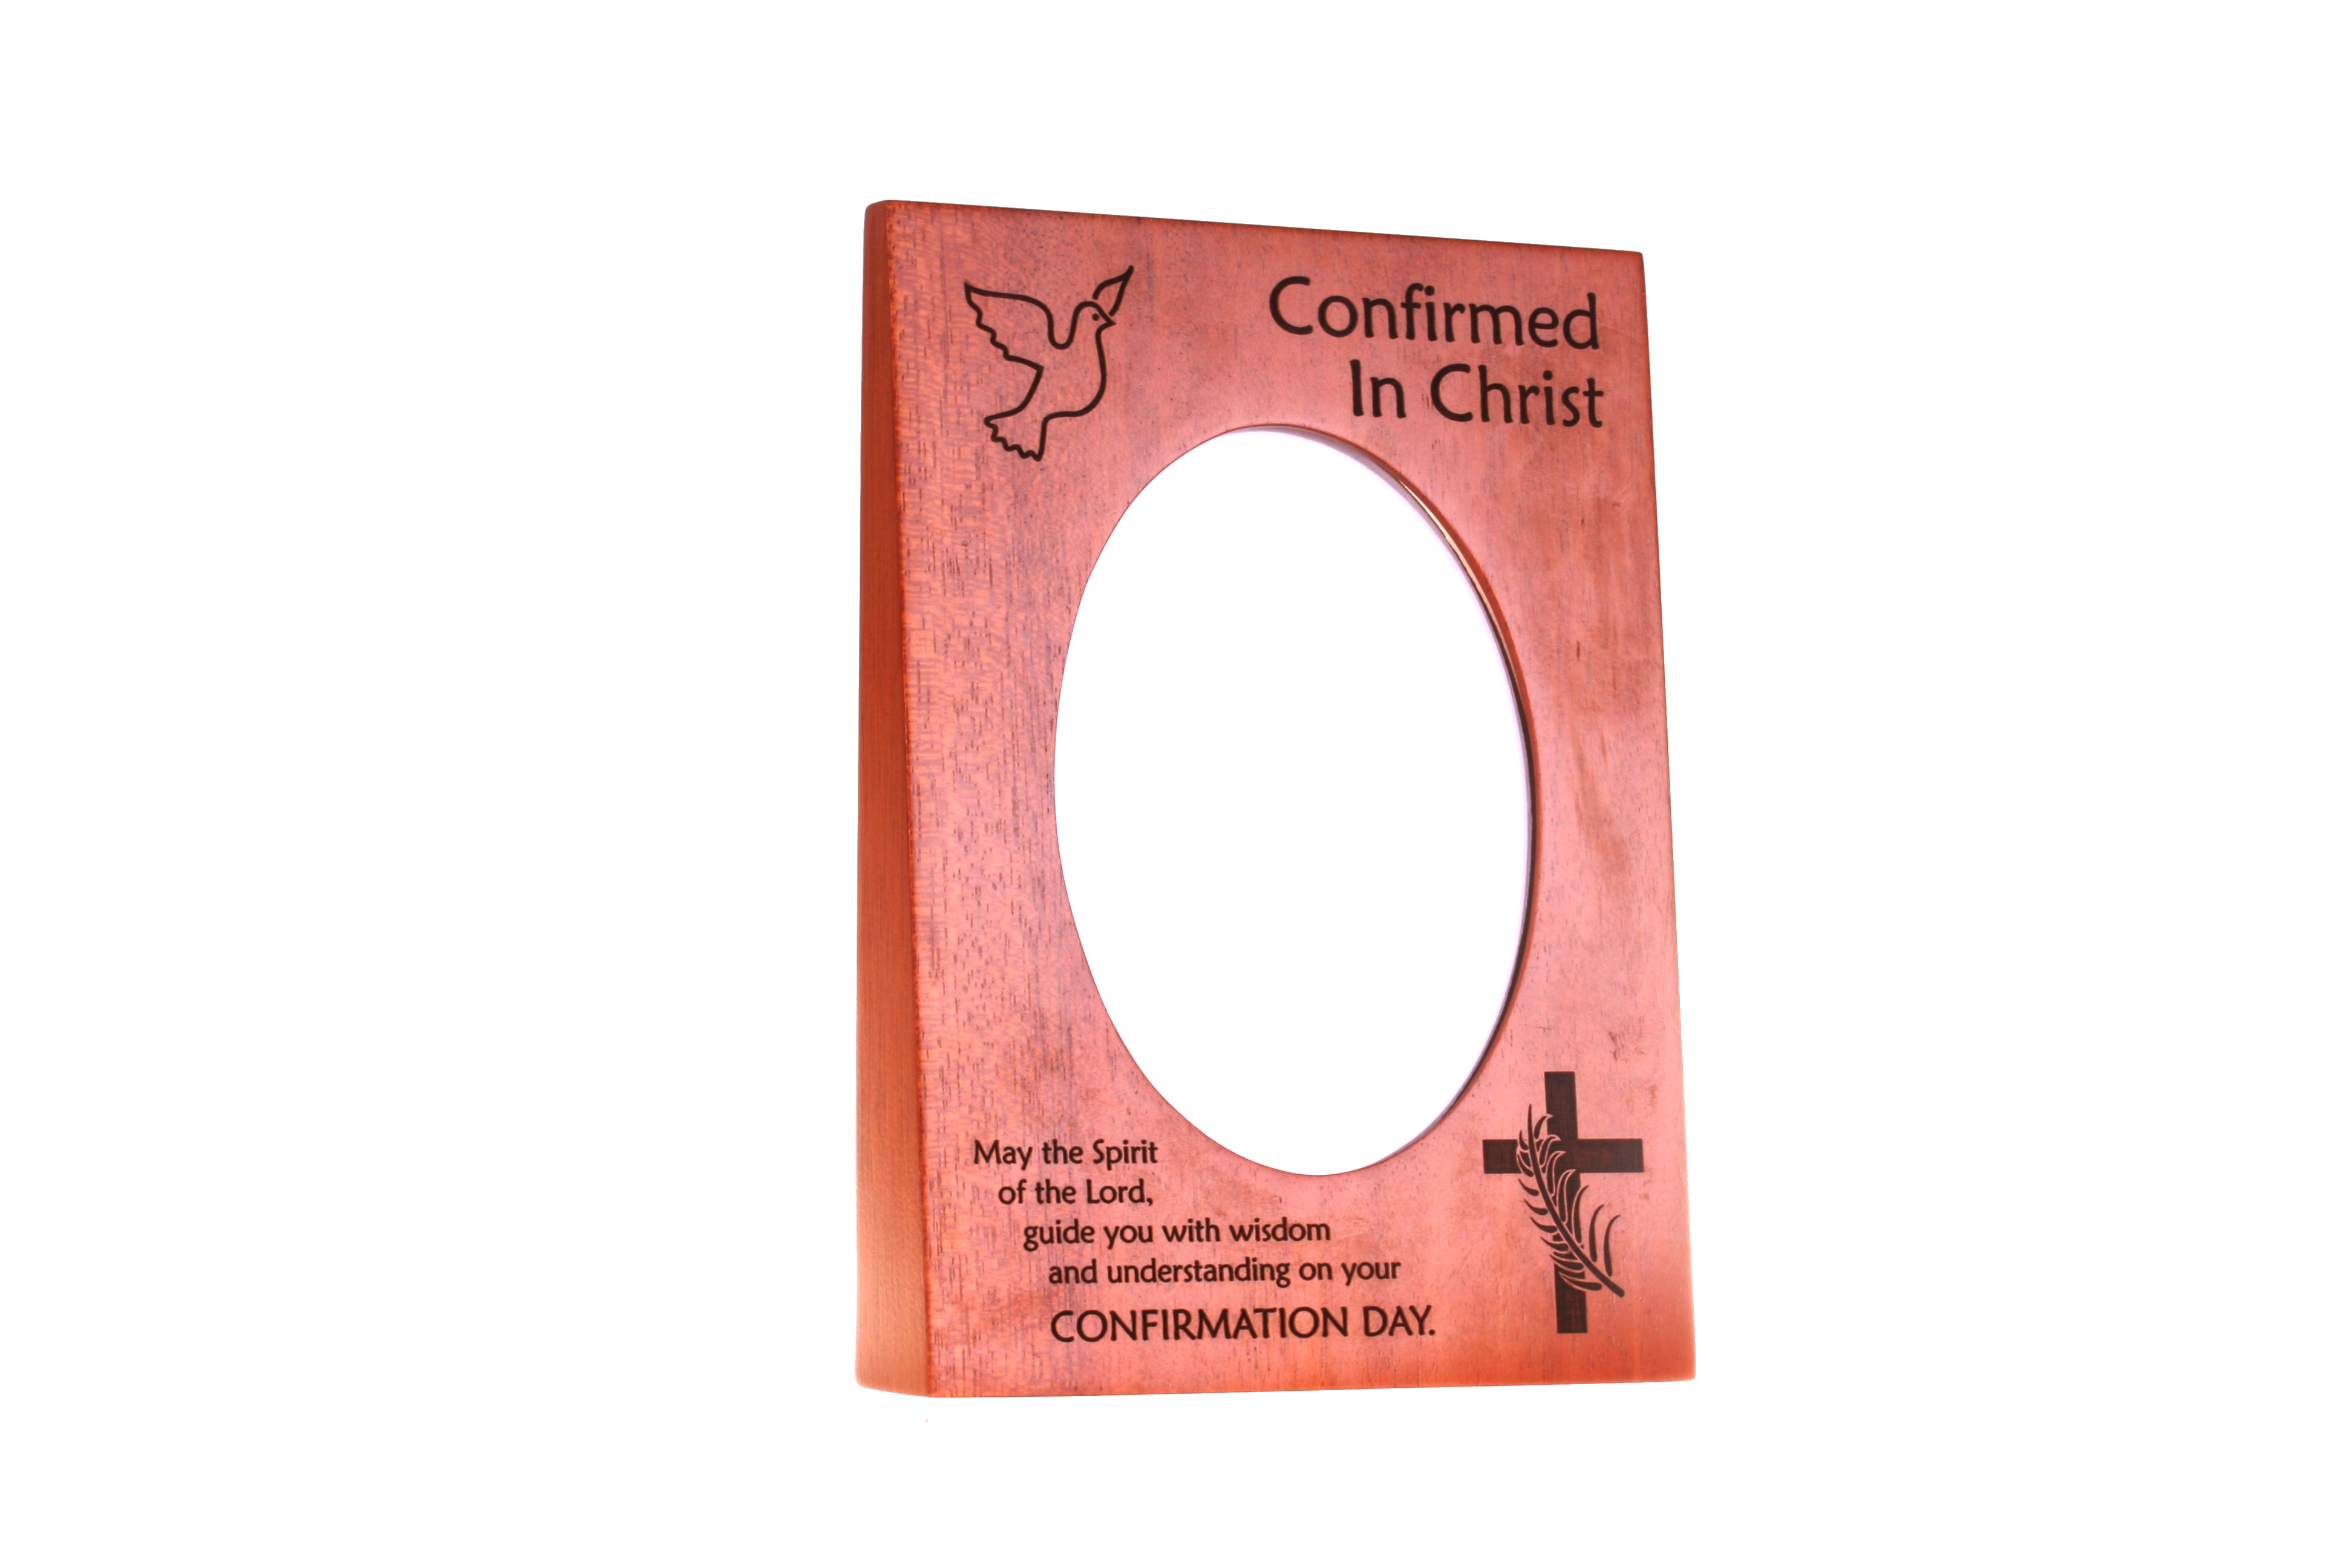 Confirmed
In Christ
May the Spirit
of the Lord,
guide you with wisdom
and understanding on your
CONFIRMATION DAY.